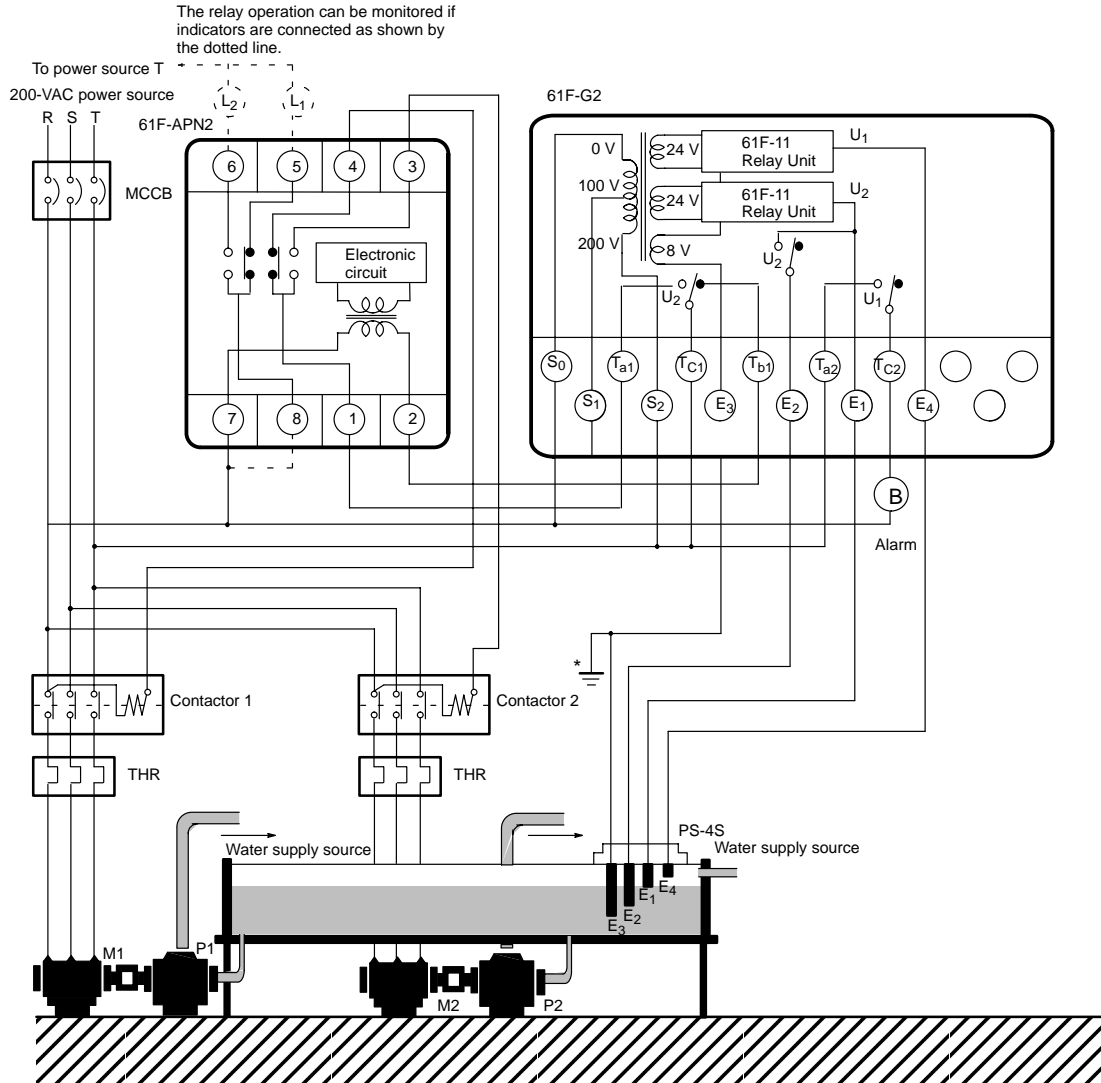 The relay operation can be monitored if
indicators are connected as shown by
the dotted line.
To power source T
200-VAC power source
R S T
L2 L1
61F-APN2
61F-G2
6 5 4 3
MCCB
Electronic
circuit
7 8 1 2
0 V
100 V
200 V
24 V
24 V
8 V
61F-11
Relay Unit
U1
61F-11
Relay Unit
U2
U2
U2
U1
S0 Ta1 TC1 Tb1 Ta2 TC2
S1 S2 E3 E2 E1 E4
B
Alarm
*
Contactor 1
Contactor 2
THR
THR
PS-4S
Water supply source
Water supply source
E3 E2 E1 E4
M1 P1
M2 P2